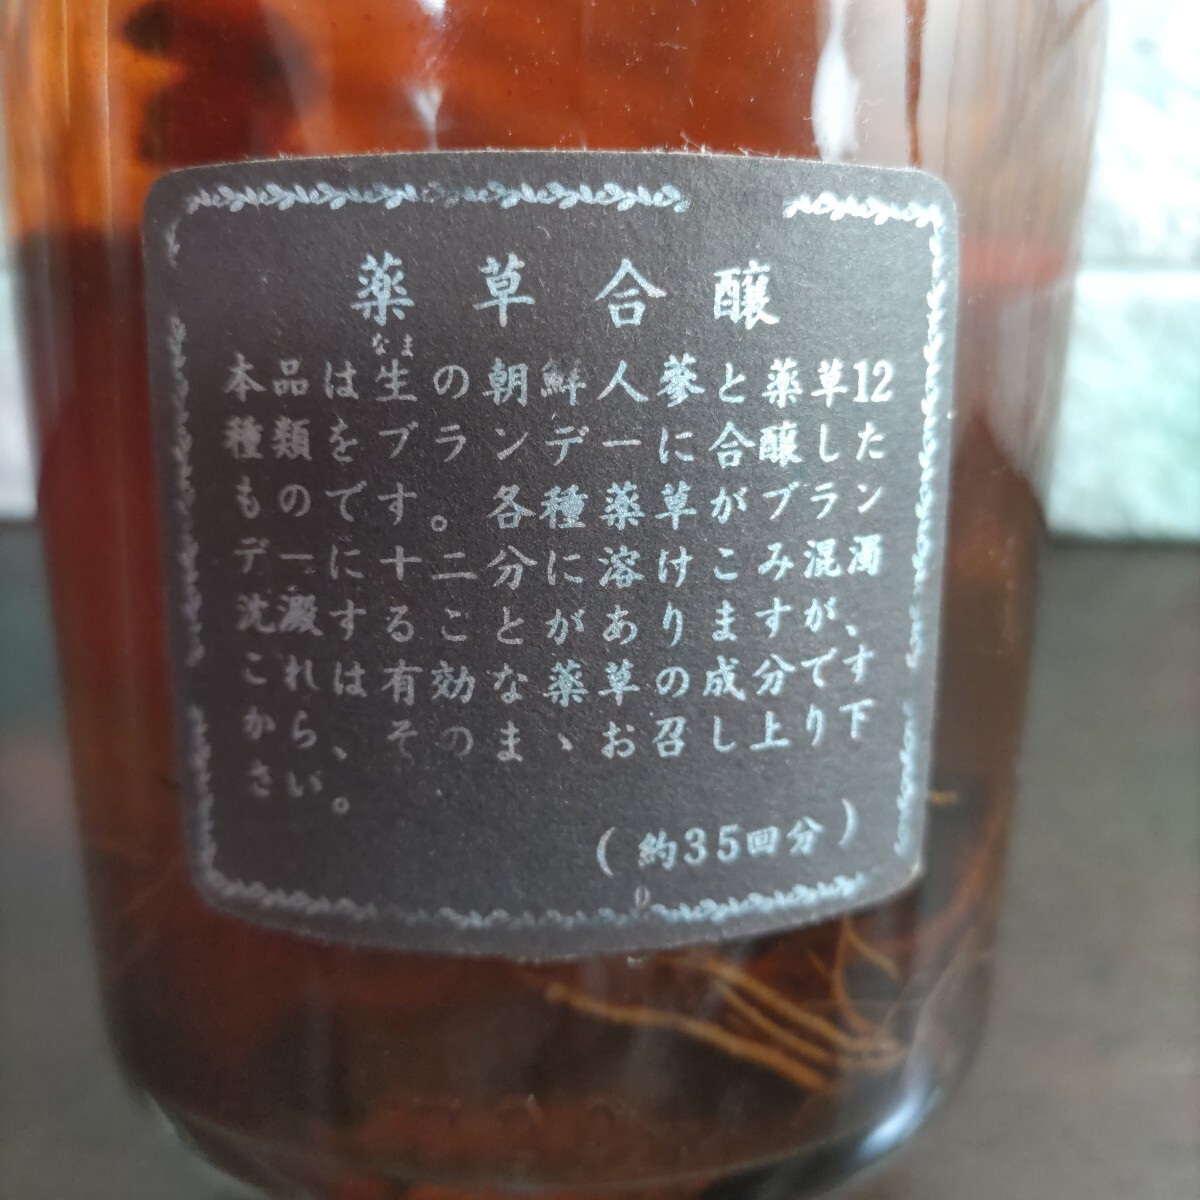 薬草合醸
なま
本品は生の朝鮮人蔘と薬草12
種類をブランデーに合醸した
ものです。各種薬草がブラン
デーに十二分に溶けこみ混濁
沈澱することがありますが、
これは有効な薬草の成分です
から、そのまゝお召し上り下
さい。
(約35回分)